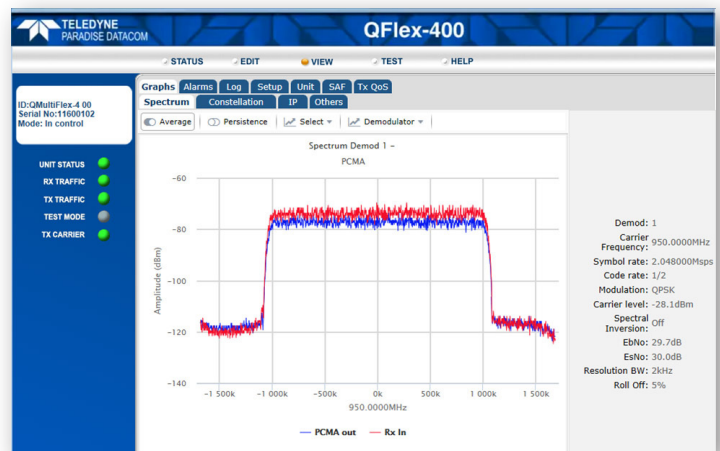 TELEDYNE
PARADISE DATACOM
QFlex-400
STATUS EDIT VIEW TEST HELP
ID:QMultiFlex-4 00
Serial No:11600102
Mode: In control
UNIT STATUS
RX TRAFFIC
TX TRAFFIC
TEST MODE
TX CARRIER
Graphs Alarms Log Setup Unit SAF Tx QoS
Spectrum Constellation IP Others
Average Persistence Select Demodulator
Spectrum Demod 1 -
PCMA
Amplitude (dBm)
-60
-80
-100
-120
-140
-1 500k -1 000k -500k 0k 500k 1 000k 1 500k
950.0000MHz
PCMA out Rx In
Demod: 1
Carrier
Frequency: 950.0000MHz
Symbol rate: 2.048000Msps
Code rate: 1/2
Modulation: QPSK
Carrier level: -28.1dBm
Spectral
Inversion: Off
EbNo: 29.7dB
EsNo: 30.0dB
Resolution BW: 2kHz
Roll Off: 5%